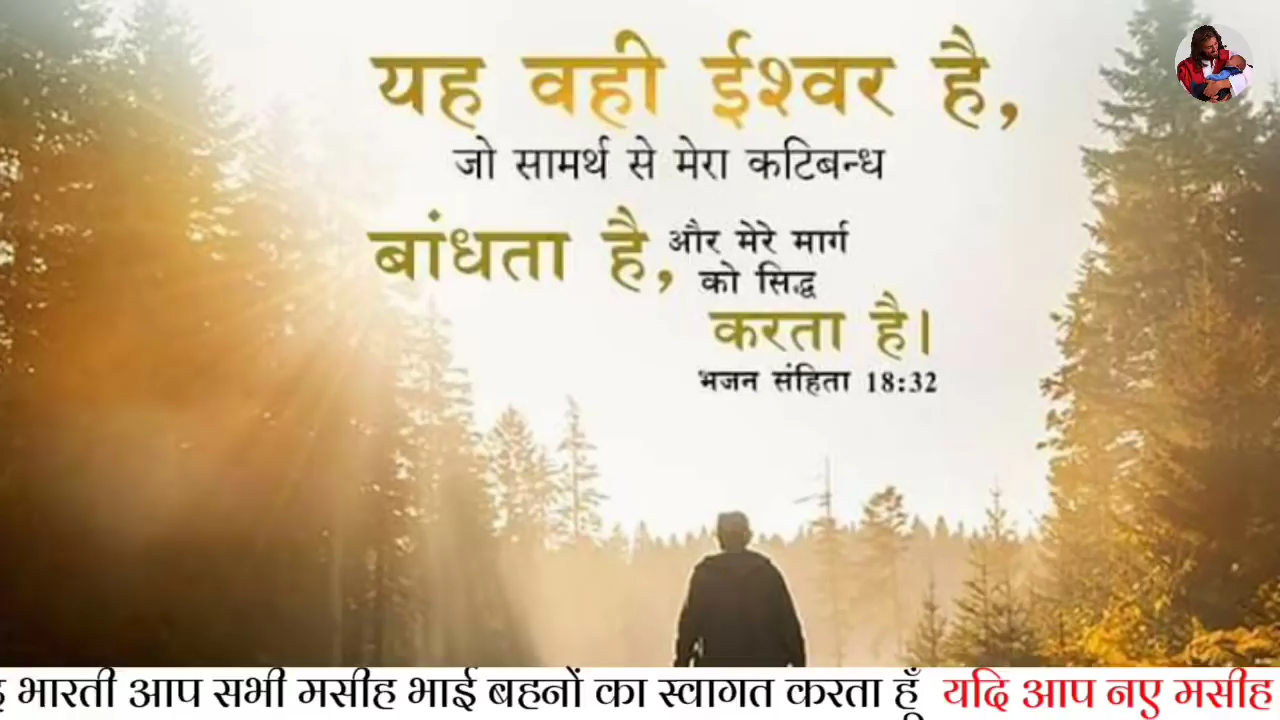 यह वही ईश्वर है,
जो सामर्थ से मेरा कटिबन्ध
बांधता है,
और मेरे मार्ग
को सिद्ध
करता है।
भजन संहिता 18:32
भारती आप सभी मसीह भाई बहनों का स्वागत करता हूँ यदि आप नए मसीह